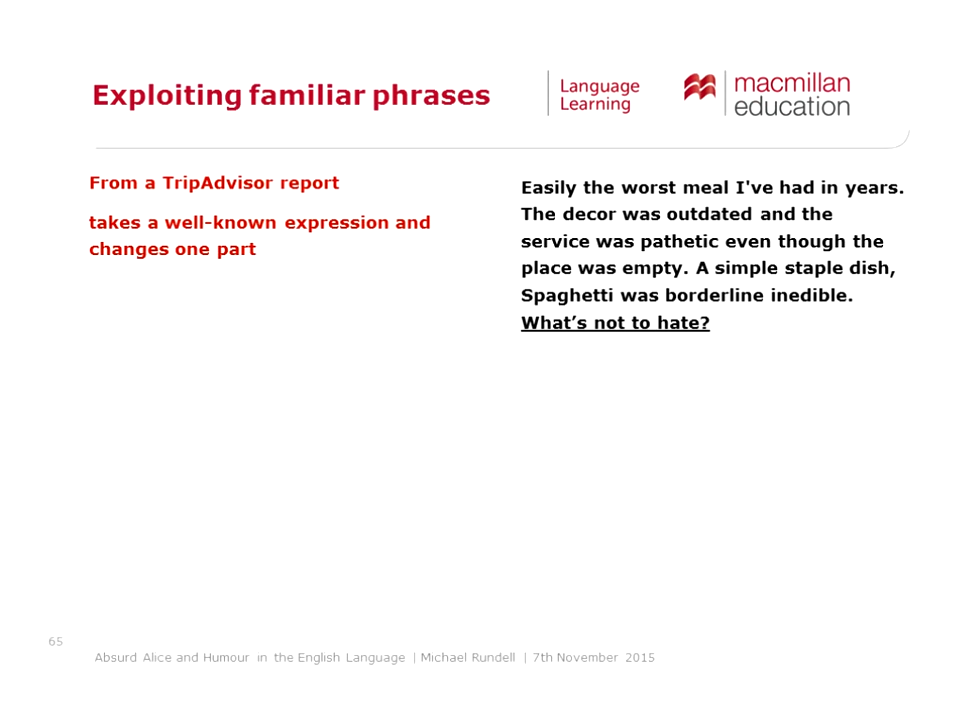 Exploiting familiar phrases
Language
Learning
macmillan
education
From a TripAdvisor report
takes a well-known expression and
changes one part
Easily the worst meal I've had in years.
The decor was outdated and the
service was pathetic even though the
place was empty. A simple staple dish,
Spaghetti was borderline inedible.
What’s not to hate?
65
Absurd Alice and Humour in the English Language | Michael Rundell | 7th November 2015